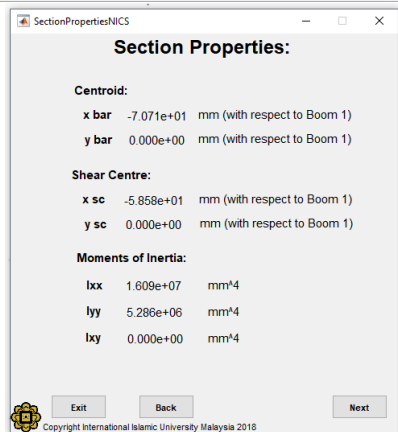 SectionPropertiesNICS
Section Properties:
Centroid:
x bar -7.071e+01 mm (with respect to Boom 1)
y bar 0.000e+00 mm (with respect to Boom 1)
Shear Centre:
x sc -5.858e+01 mm (with respect to Boom 1)
y sc 0.000e+00 mm (with respect to Boom 1)
Moments of Inertia:
Ixx 1.609e+07 mm^4
Iyy 5.286e+06 mm^4
Ixy 0.000e+00 mm^4
Exit Back Next
Copyright International Islamic University Malaysia 2018